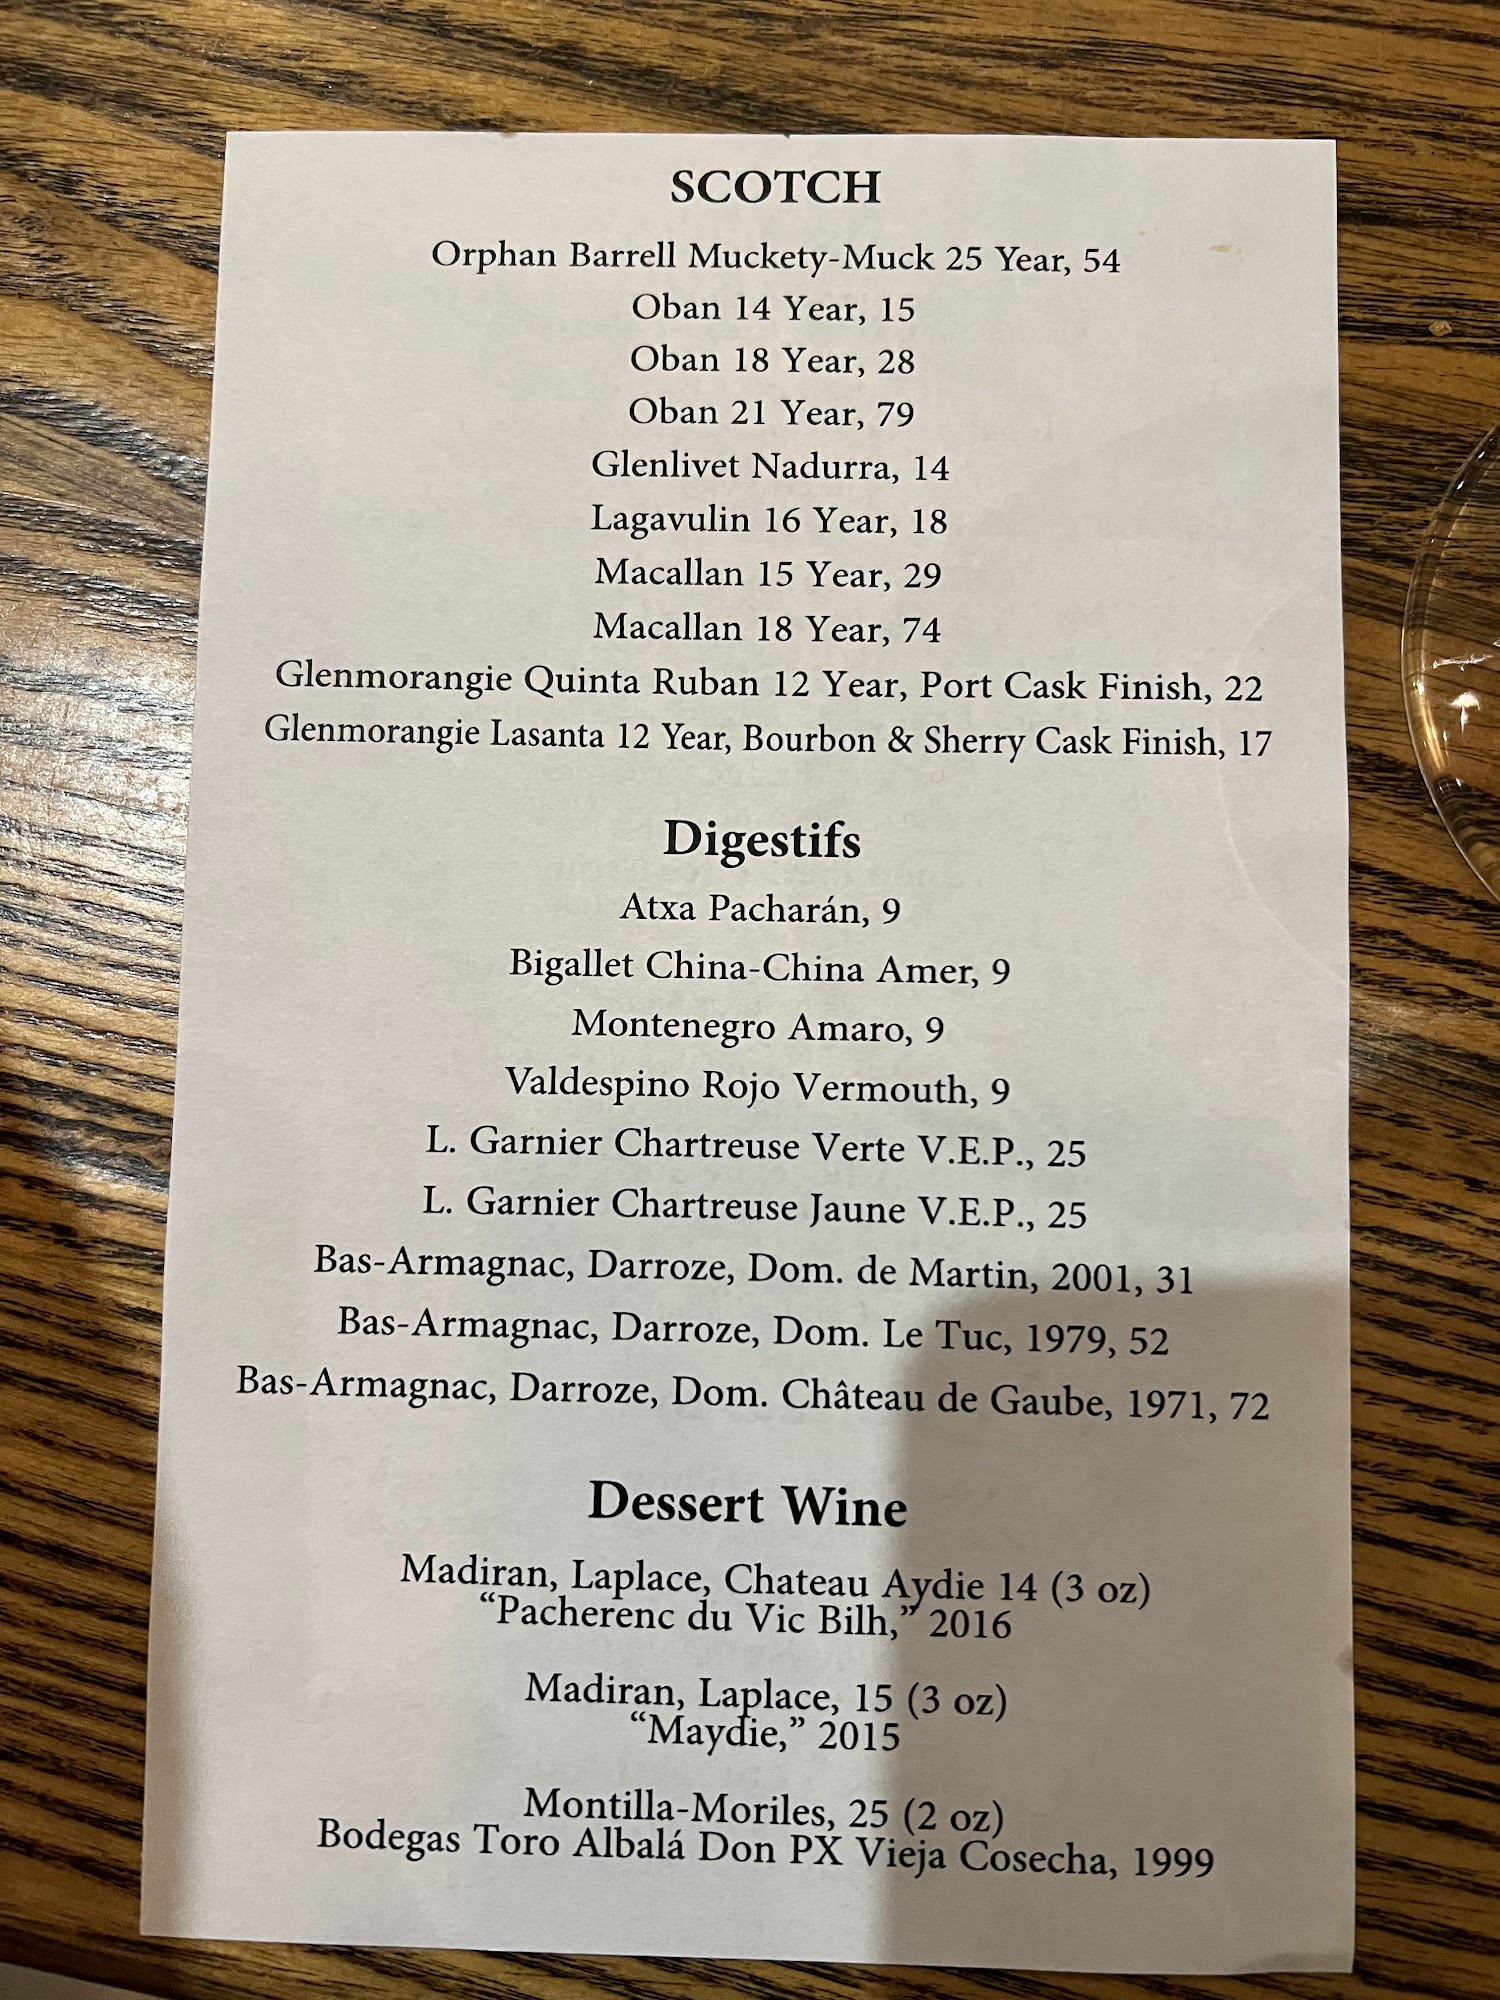 SCOTCH
Orphan Barrell Muckety-Muck 25 Year, 54
Oban 14 Year, 15
Oban 18 Year, 28
Oban 21 Year, 79
Glenlivet Nadurra, 14
Lagavulin 16 Year, 18
Macallan 15 Year, 29
Macallan 18 Year, 74
Glenmorangie Quinta Ruban 12 Year, Port Cask Finish, 22
Glenmorangie Lasanta 12 Year, Bourbon & Sherry Cask Finish, 17
Digestifs
Atxa Pacharán, 9
Bigallet China-China Amer, 9
Montenegro Amaro, 9
Valdespino Rojo Vermouth, 9
L. Garnier Chartreuse Verte V.E.P., 25
L. Garnier Chartreuse Jaune V.E.P., 25
Bas-Armagnac, Darroze, Dom. de Martin, 2001, 31
Bas-Armagnac, Darroze, Dom. Le Tuc, 1979, 52
Bas-Armagnac, Darroze, Dom. Château de Gaube, 1971, 72
Dessert Wine
Madiran, Laplace, Chateau Aydie 14 (3 oz)
“Pacherenc du Vic Bilh,” 2016
Madiran, Laplace, 15 (3 oz)
“Maydie,” 2015
Montilla-Moriles, 25 (2 oz)
Bodegas Toro Albalá Don PX Vieja Cosecha, 1999